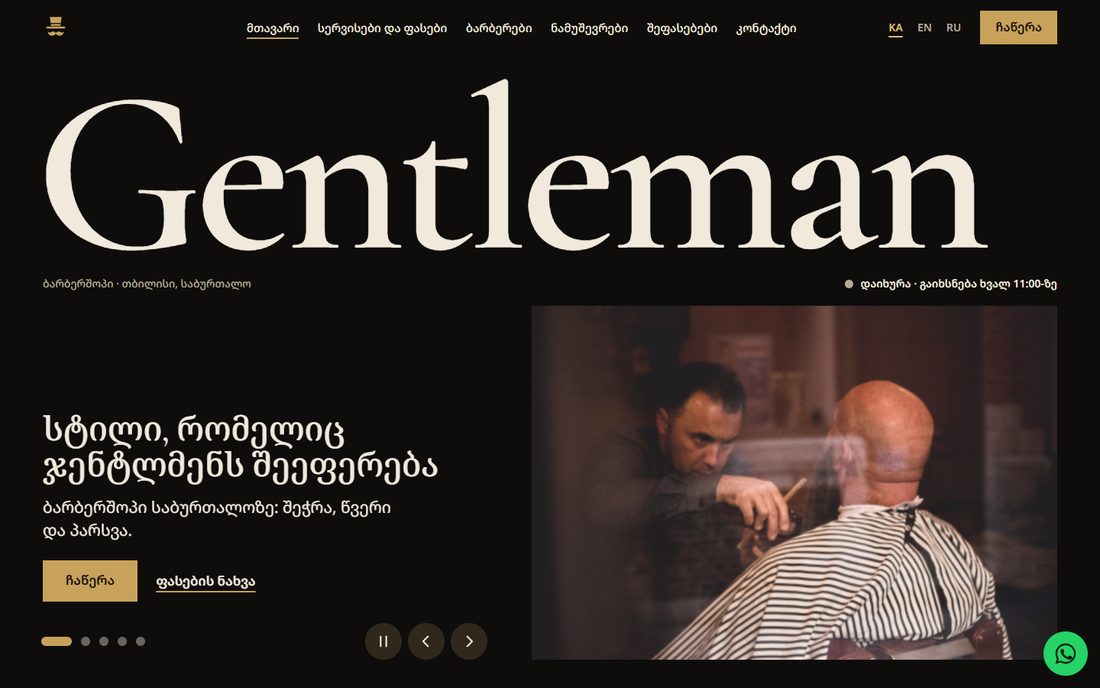 მთავარი
სერვისები და ფასები
ბარბერები
ნამუშევრები
შეფასებები
კონტაქტი
KA
EN
RU
ჩაწერა
Gentleman
ბარბერშოპი · თბილისი, საბურთალო
დაიხურა · გაიხსნება ხვალ 11:00-ზე
სტილი, რომელიც
ჯენტლმენს შეეფერება
ბარბერშოპი საბურთალოზე: შეჭრა, წვერი
და პარსვა.
ჩაწერა
ფასების ნახვა